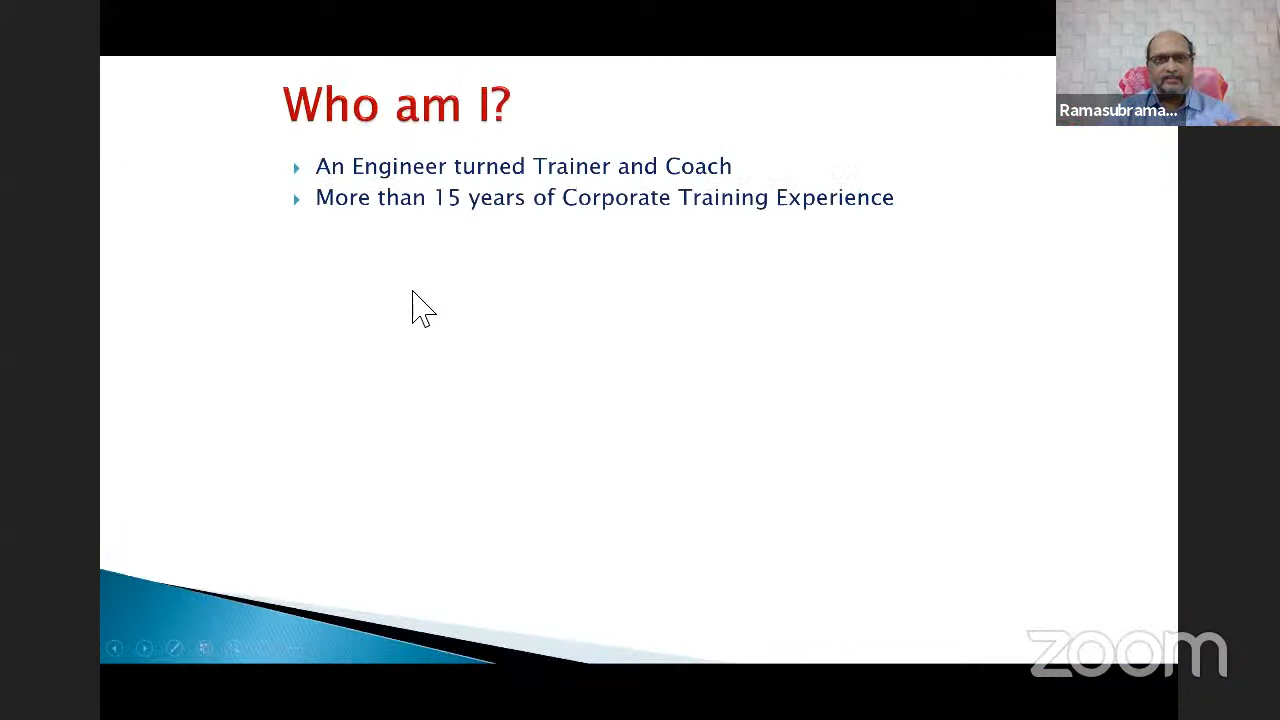 Who am I?
An Engineer turned Trainer and Coach
More than 15 years of Corporate Training Experience
Ramasubrama...
zoom